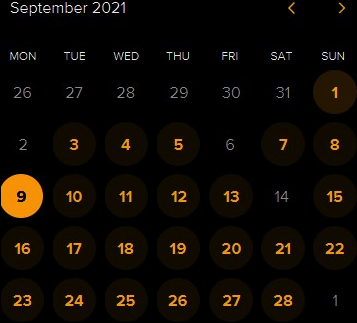 September 2021
MON TUE WED THU FRI SAT SUN
26 27 28 29 30 31 1
2 3 4 5 6 7 8
9 10 11 12 13 14 15
16 17 18 19 20 21 22
23 24 25 26 27 28 1